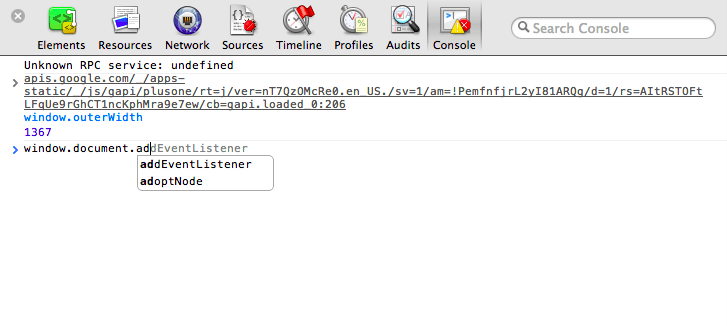 Elements Resources Network Sources Timeline Profiles Audits Console Search Console
Unknown RPC service: undefined
apis.google.com/_/apps-
static/_/js/gapi/plusone/rt=j/ver=nT7QzOMcRe0.en_US./sv=1/am=!PemfnfjrL2yI81ARQg/d=1/rs=AItRSTOFt
LFqUe9rGhCT1ncKphMra9e7ew/cb=gapi.loaded_0:206
window.outerWidth
1367
window.document.addEventListener
addEventListener
adoptNode